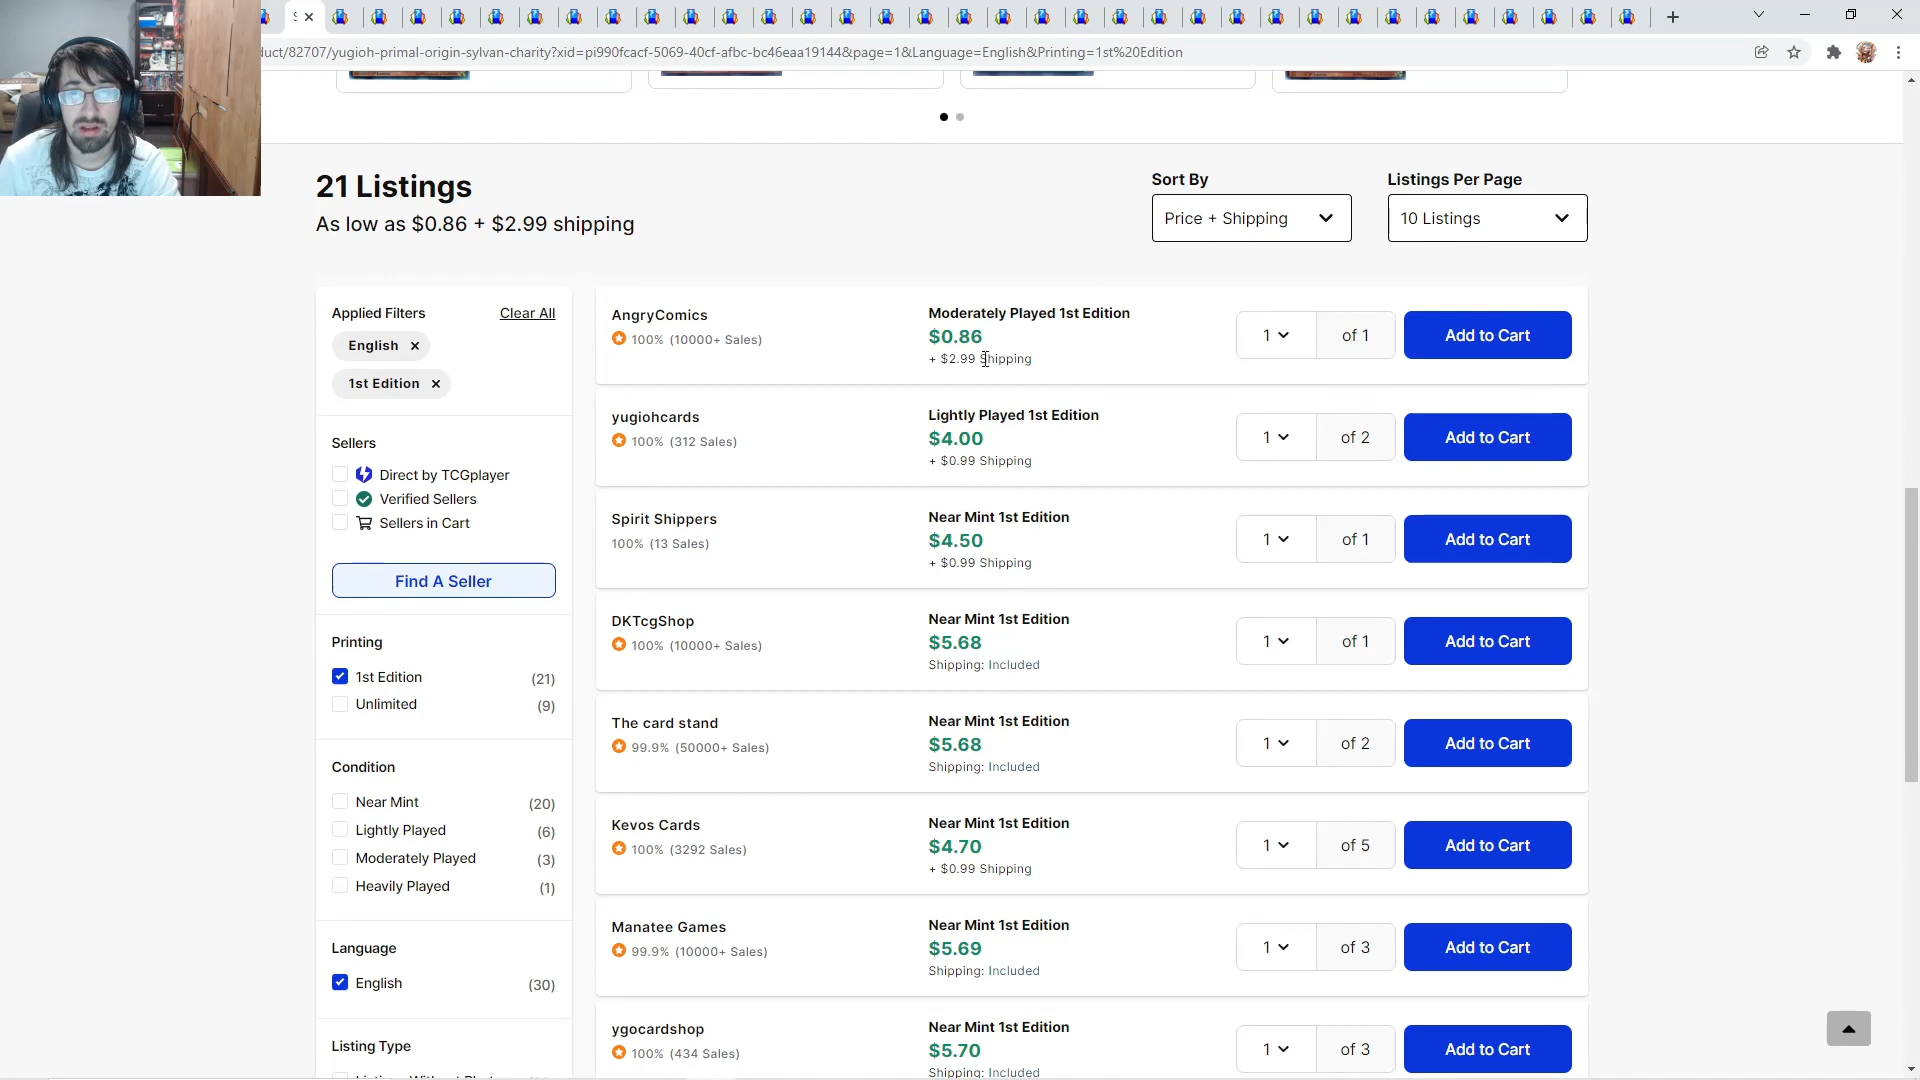 duct/82707/yugioh-primal-origin-sylvan-charity?xid=pi990fcacf-5069-40cf-afbc-bc46eaa19144&page=1&Language=English&Printing=1st%20Edition
21 Listings
As low as $0.86 + $2.99 shipping
Sort By
Price + Shipping
Listings Per Page
10 Listings
Applied Filters
Clear All
English ×
1st Edition ×
Sellers
Direct by TCGplayer
Verified Sellers
Sellers in Cart
Find A Seller
Printing
1st Edition (21)
Unlimited (9)
Condition
Near Mint (20)
Lightly Played (6)
Moderately Played (3)
Heavily Played (1)
Language
English (30)
Listing Type
AngryComics
100% (10000+ Sales)
Moderately Played 1st Edition
$0.86
+ $2.99 Shipping
1 of 1
Add to Cart
yugiohcards
100% (312 Sales)
Lightly Played 1st Edition
$4.00
+ $0.99 Shipping
1 of 2
Add to Cart
Spirit Shippers
100% (13 Sales)
Near Mint 1st Edition
$4.50
+ $0.99 Shipping
1 of 1
Add to Cart
DKTcgShop
100% (10000+ Sales)
Near Mint 1st Edition
$5.68
Shipping: Included
1 of 1
Add to Cart
The card stand
99.9% (50000+ Sales)
Near Mint 1st Edition
$5.68
Shipping: Included
1 of 2
Add to Cart
Kevos Cards
100% (3292 Sales)
Near Mint 1st Edition
$4.70
+ $0.99 Shipping
1 of 5
Add to Cart
Manatee Games
99.9% (10000+ Sales)
Near Mint 1st Edition
$5.69
Shipping: Included
1 of 3
Add to Cart
ygocardshop
100% (434 Sales)
Near Mint 1st Edition
$5.70
Shipping: Included
1 of 3
Add to Cart